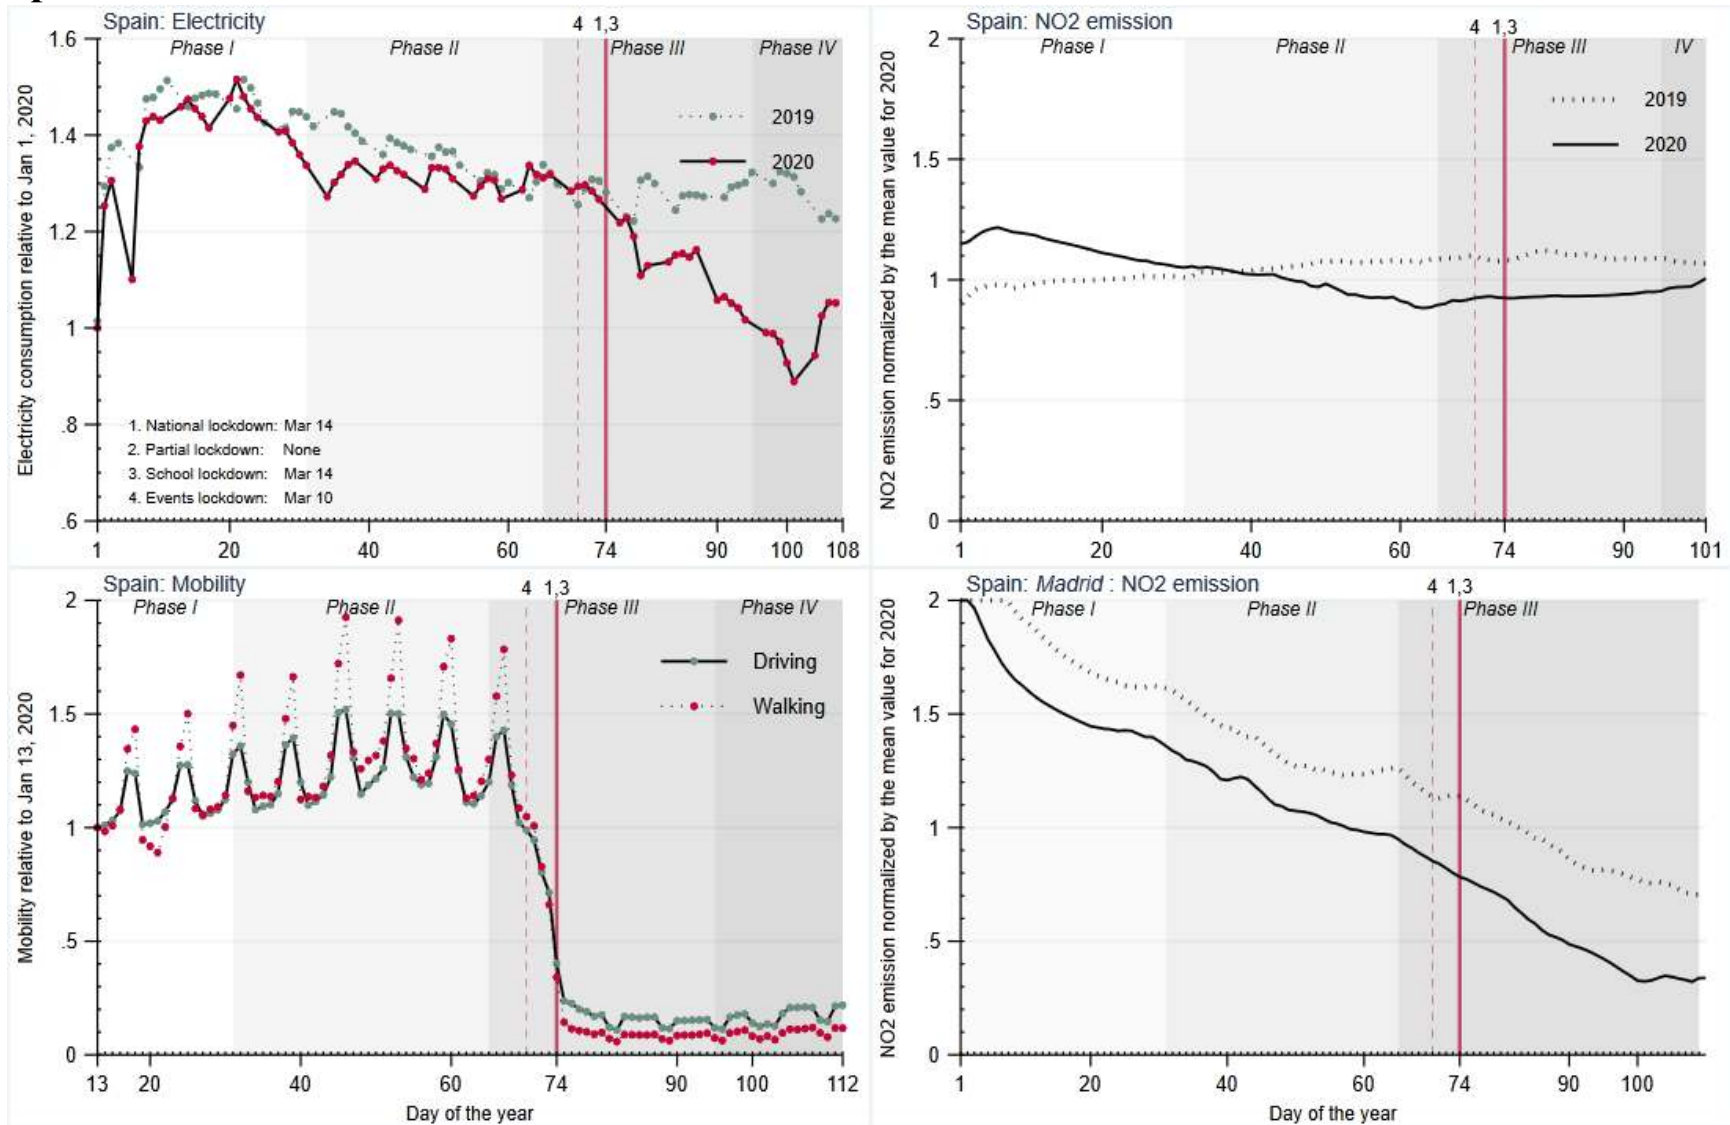 Spain: Electricity
4 1,3
Phase I
Phase II
Phase III
Phase IV
1.6
1.4
1.2
1
.8
.6
Electricity consumption relative to Jan 1, 2020
2019
2020
1. National lockdown: Mar 14
2. Partial lockdown: None
3. School lockdown: Mar 14
4. Events lockdown: Mar 10
1 20 40 60 74 90 100 108
Spain: NO2 emission
4 1,3
Phase I
Phase II
Phase III
IV
2
1.5
1
.5
0
NO2 emission normalized by the mean value for 2020
2019
2020
1 20 40 60 74 90 101
Spain: Mobility
4 1,3
Phase I
Phase II
Phase III
Phase IV
2
1.5
1
.5
0
Mobility relative to Jan 13, 2020
Driving
Walking
13 20 40 60 74 90 100 112
Day of the year
Spain: Madrid : NO2 emission
4 1,3
Phase I
Phase II
Phase III
2
1.5
1
.5
0
NO2 emission normalized by the mean value for 2020
1 20 40 60 74 90 100
Day of the year